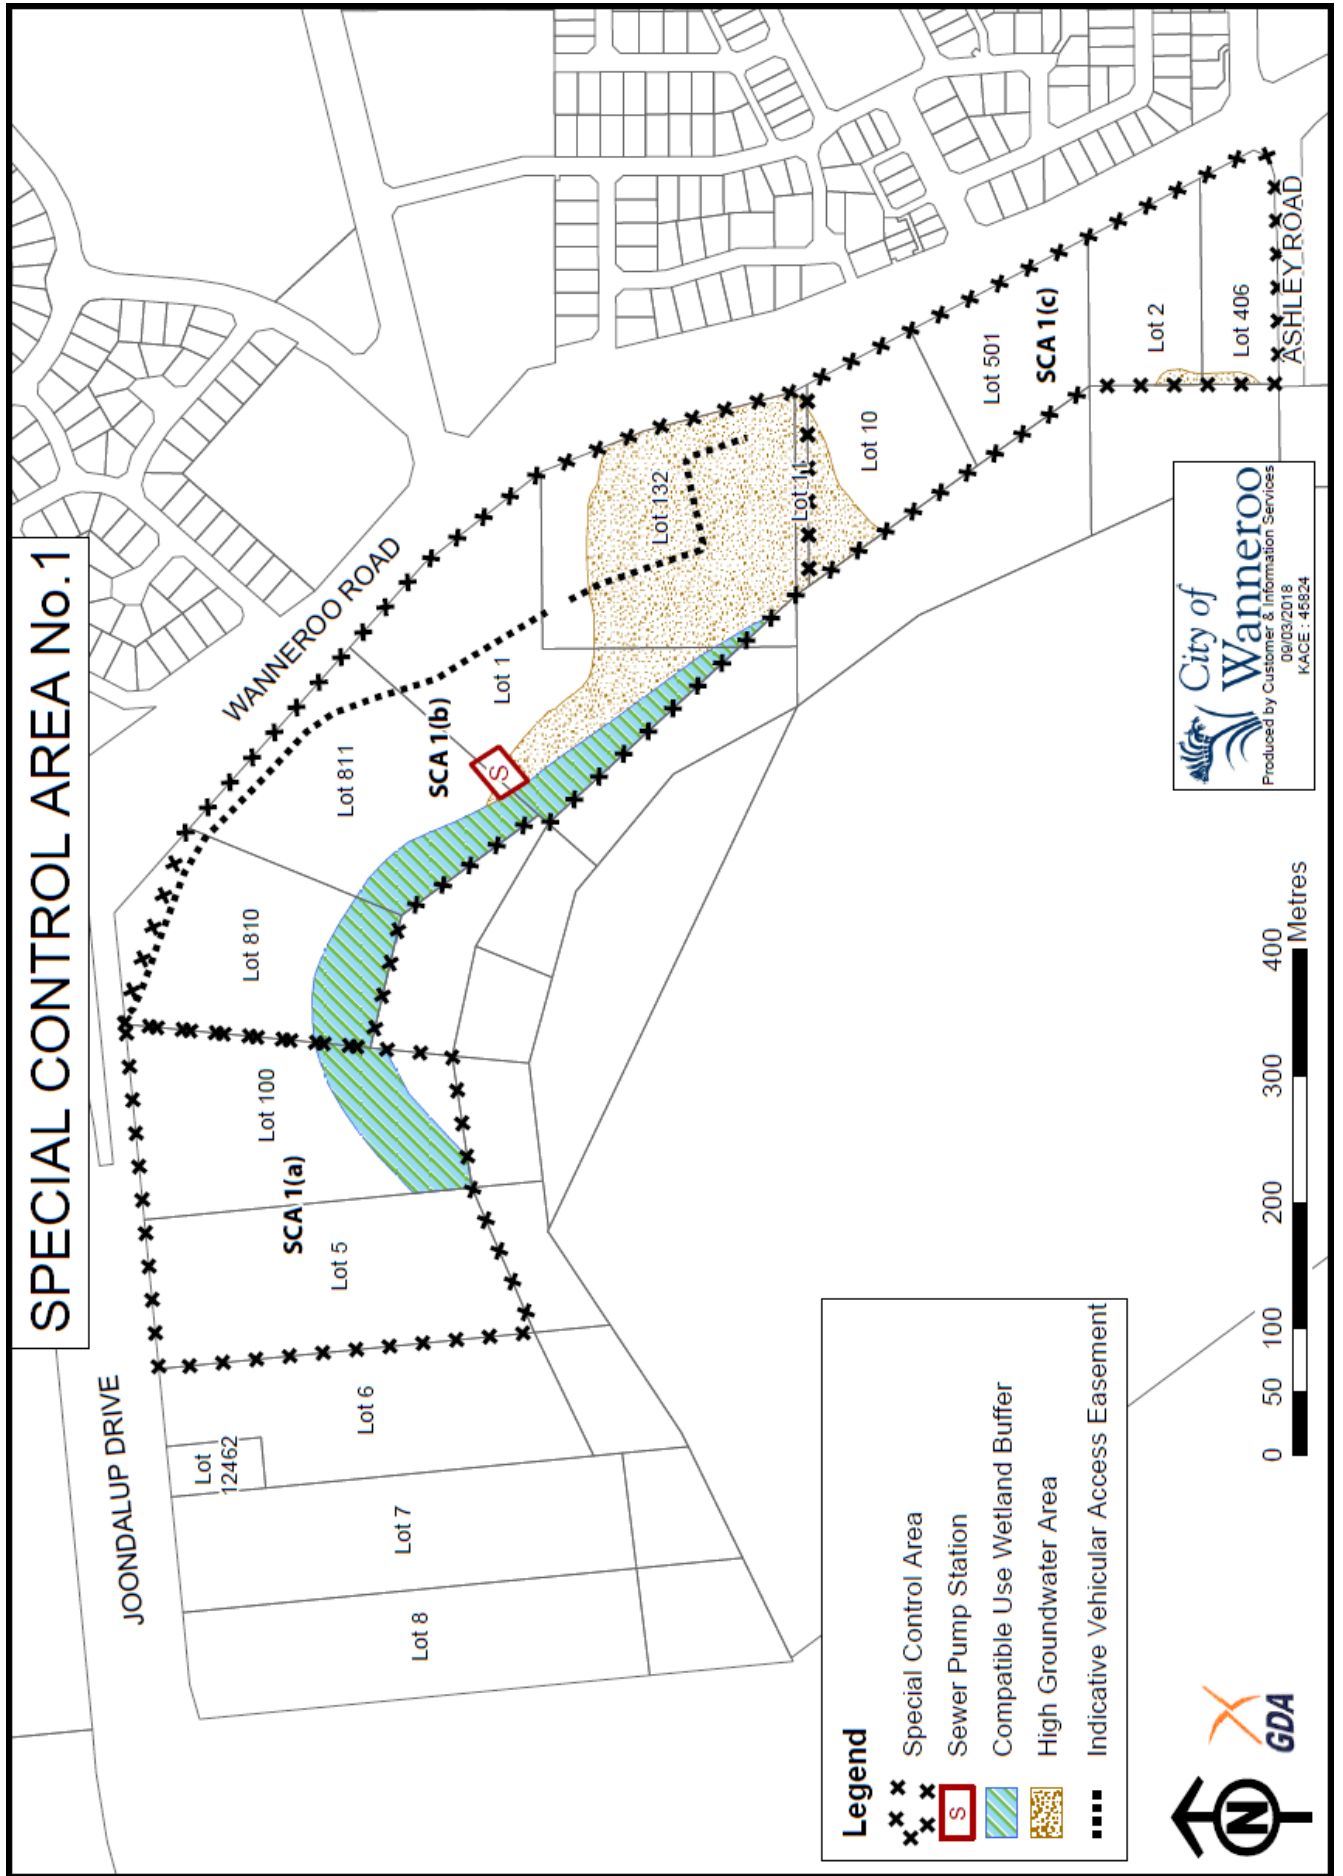 SPECIAL CONTROL AREA No.1
JOONDALUP DRIVE
WANNEROO ROAD
ASHLEY ROAD
Lot 8
Lot 7
Lot
12462
Lot 6
Lot 5
SCA 1(a)
Lot 100
Lot 810
Lot 811
SCA 1(b)
S
Lot 1
Lot 132
Lot 11
Lot 10
Lot 501
SCA 1(c)
Lot 2
Lot 406
Legend
Special Control Area
S
Sewer Pump Station
Compatible Use Wetland Buffer
High Groundwater Area
Indicative Vehicular Access Easement
N
GDA
0 50 100 200 300 400
Metres
City of
Wanneroo
Produced by Customer & Information Services
09/03/2018
KACE : 45824